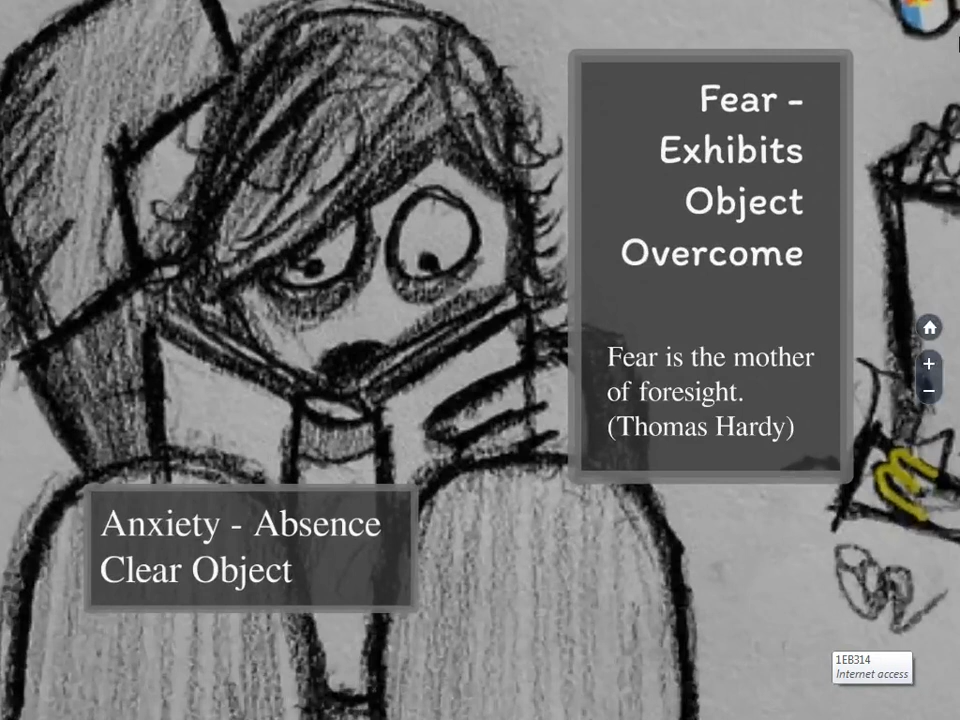 Fear -
Exhibits
Object
Overcome
Fear is the mother
of foresight.
(Thomas Hardy)
Anxiety - Absence
Clear Object
1EB314
Internet access